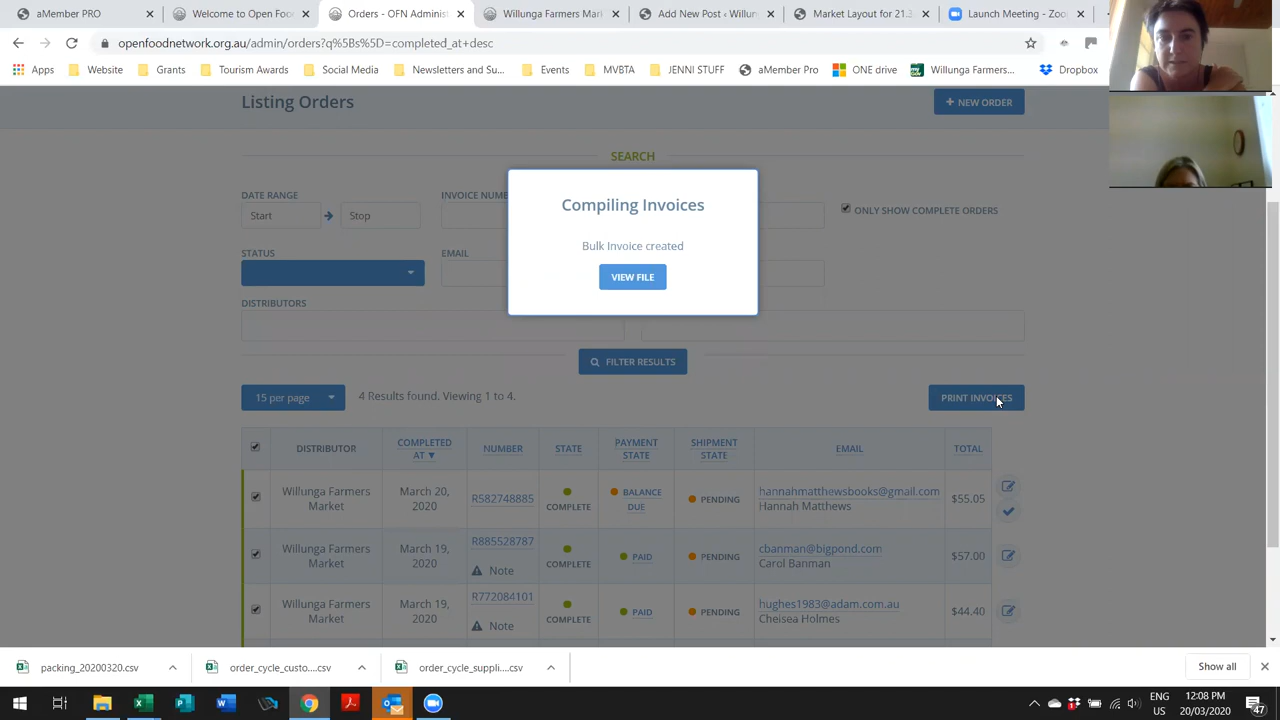 aMember PRO
Welcome to Open Foo
Orders - OFN Administ
Willunga Farmers Mark
Add New Post ‹ Willung
Market Layout for 21.3
Launch Meeting - Zoo
openfoodnetwork.org.au/admin/orders?q%5Bs%5D=completed_at+desc
Apps
Website
Grants
Tourism Awards
Social Media
Newsletters and Su...
Events
MVBTA
JENNI STUFF
aMember Pro
ONE drive
Willunga Farmers...
Dropbox
Listing Orders
+ NEW ORDER
SEARCH
DATE RANGE
INVOICE NUM
Start
Stop
ONLY SHOW COMPLETE ORDERS
STATUS
EMAIL
DISTRIBUTORS
Compiling Invoices
Bulk Invoice created
VIEW FILE
FILTER RESULTS
15 per page
4 Results found. Viewing 1 to 4.
PRINT INVOICES
DISTRIBUTOR
COMPLETED
AT ▼
NUMBER
STATE
PAYMENT
STATE
SHIPMENT
STATE
EMAIL
TOTAL
Willunga Farmers
Market
March 20,
2020
R582748885
COMPLETE
BALANCE
DUE
PENDING
hannahmatthewsbooks@gmail.com
Hannah Matthews
$55.05
Willunga Farmers
Market
March 19,
2020
R885528787
Note
COMPLETE
PAID
PENDING
cbanman@bigpond.com
Carol Banman
$57.00
Willunga Farmers
Market
March 19,
2020
R772084101
Note
COMPLETE
PAID
PENDING
hughes1983@adam.com.au
Chelsea Holmes
$44.40
packing_20200320.csv
order_cycle_custo....csv
order_cycle_suppli....csv
Show all
ENG
US
12:08 PM
20/03/2020
47